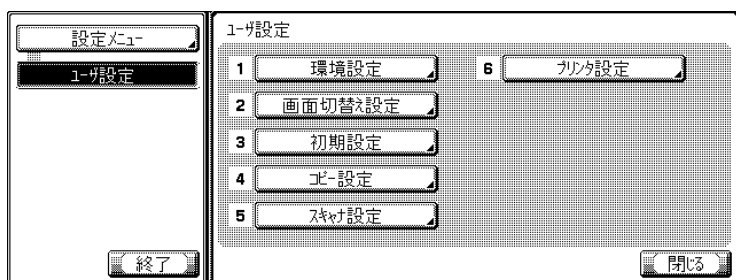 設定メニュー
ユーザ設定
終了
ユーザ設定
1 環境設定
2 画面切替え設定
3 初期設定
4 コピー設定
5 スキャナ設定
6 プリンタ設定
閉じる